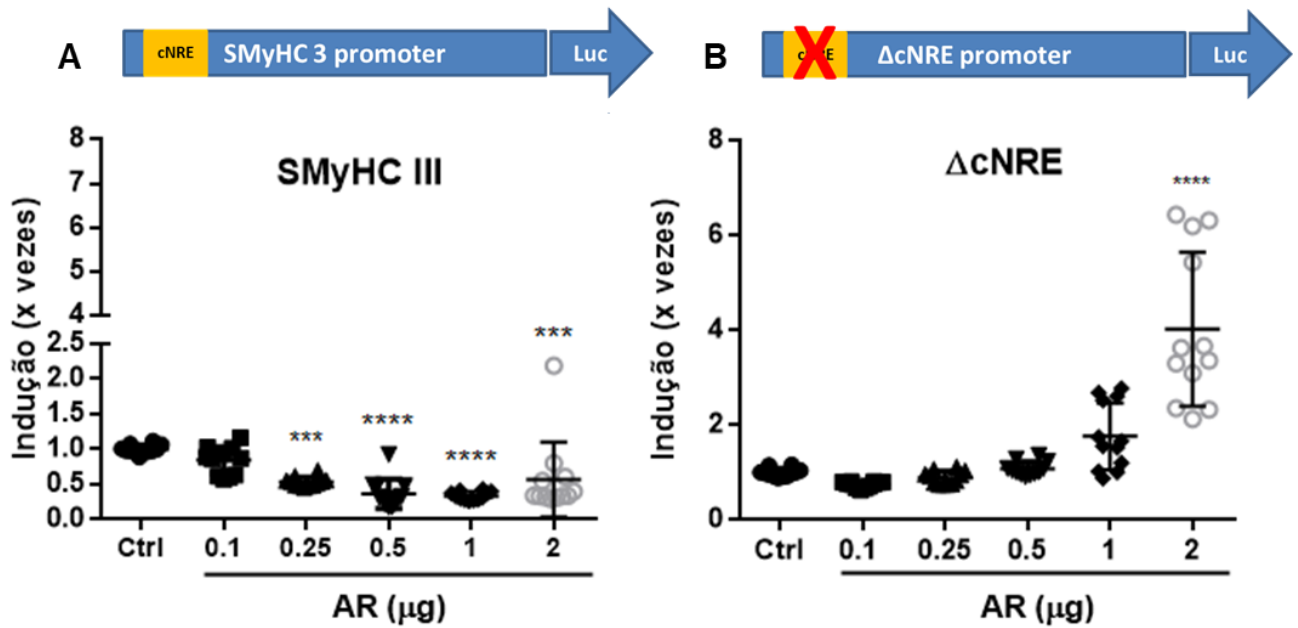 A
cNRE SMyHC 3 promoter Luc
SMyHC III
Indução (x vezes)
8
7
6
5
4
2.5
2.0
1.5
1.0
0.5
0.0
***
****
****
***
Ctrl 0.1 0.25 0.5 1 2
AR (μg)
B
ΔcNRE promoter Luc
ΔcNRE
Indução (x vezes)
8
6
4
2
0
****
Ctrl 0.1 0.25 0.5 1 2
AR (μg)